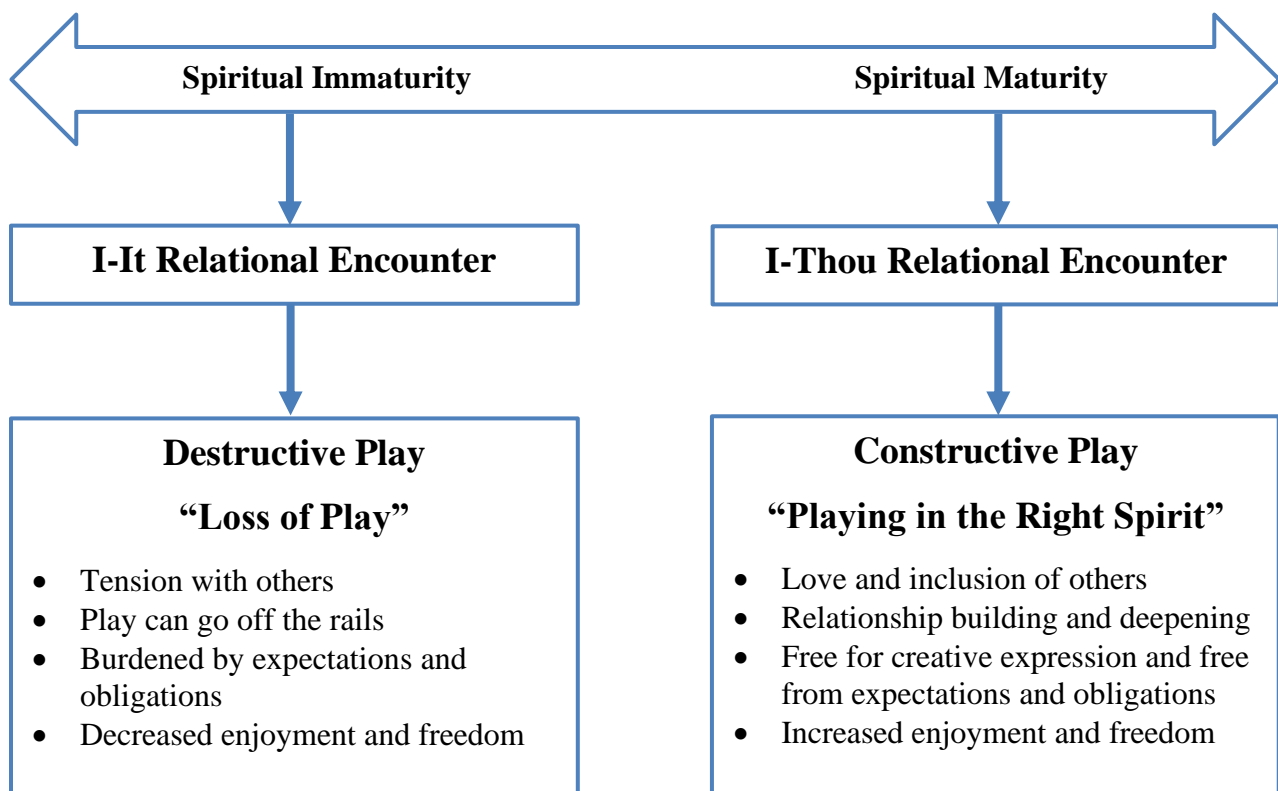 Spiritual Immaturity
Spiritual Maturity
I-It Relational Encounter
I-Thou Relational Encounter
Destructive Play
“Loss of Play”
• Tension with others
• Play can go off the rails
• Burdened by expectations and
obligations
• Decreased enjoyment and freedom
Constructive Play
“Playing in the Right Spirit”
• Love and inclusion of others
• Relationship building and deepening
• Free for creative expression and free
from expectations and obligations
• Increased enjoyment and freedom